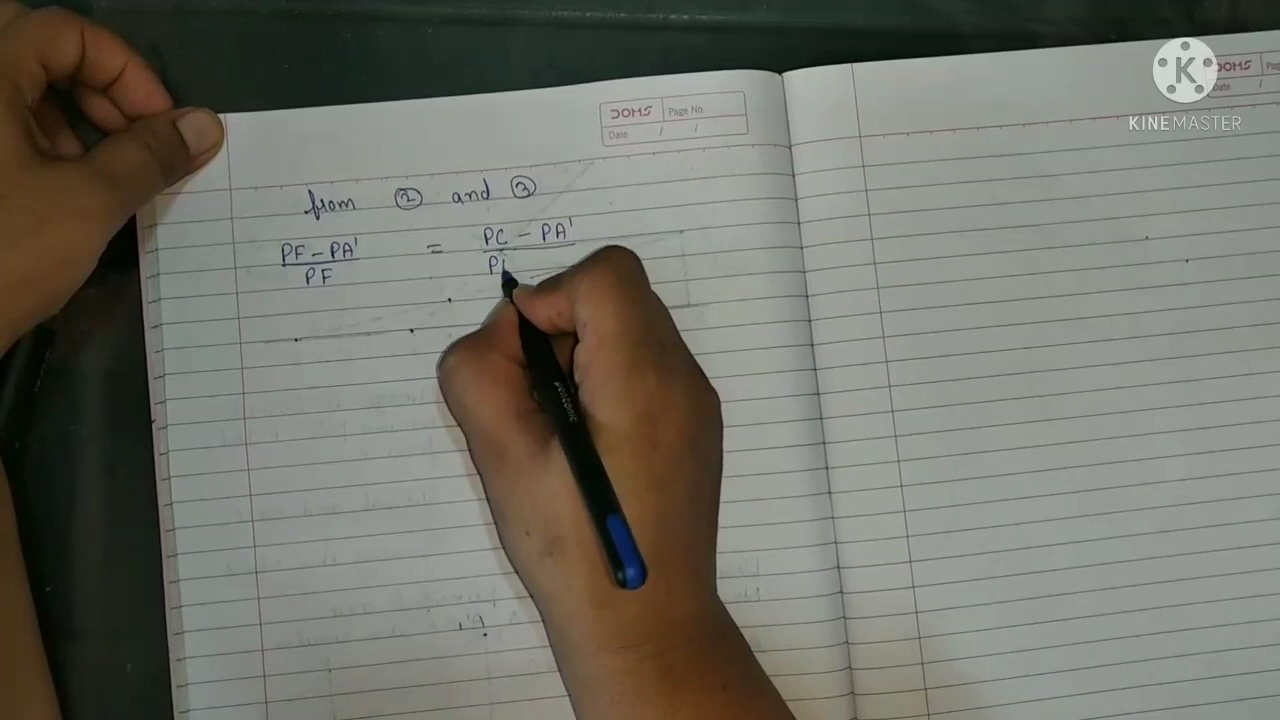 KINEMASTER
DOMS Page No.
Date / /
DOMS
Date /
from ② and ③
PF - PA' = PC - PA'
PF